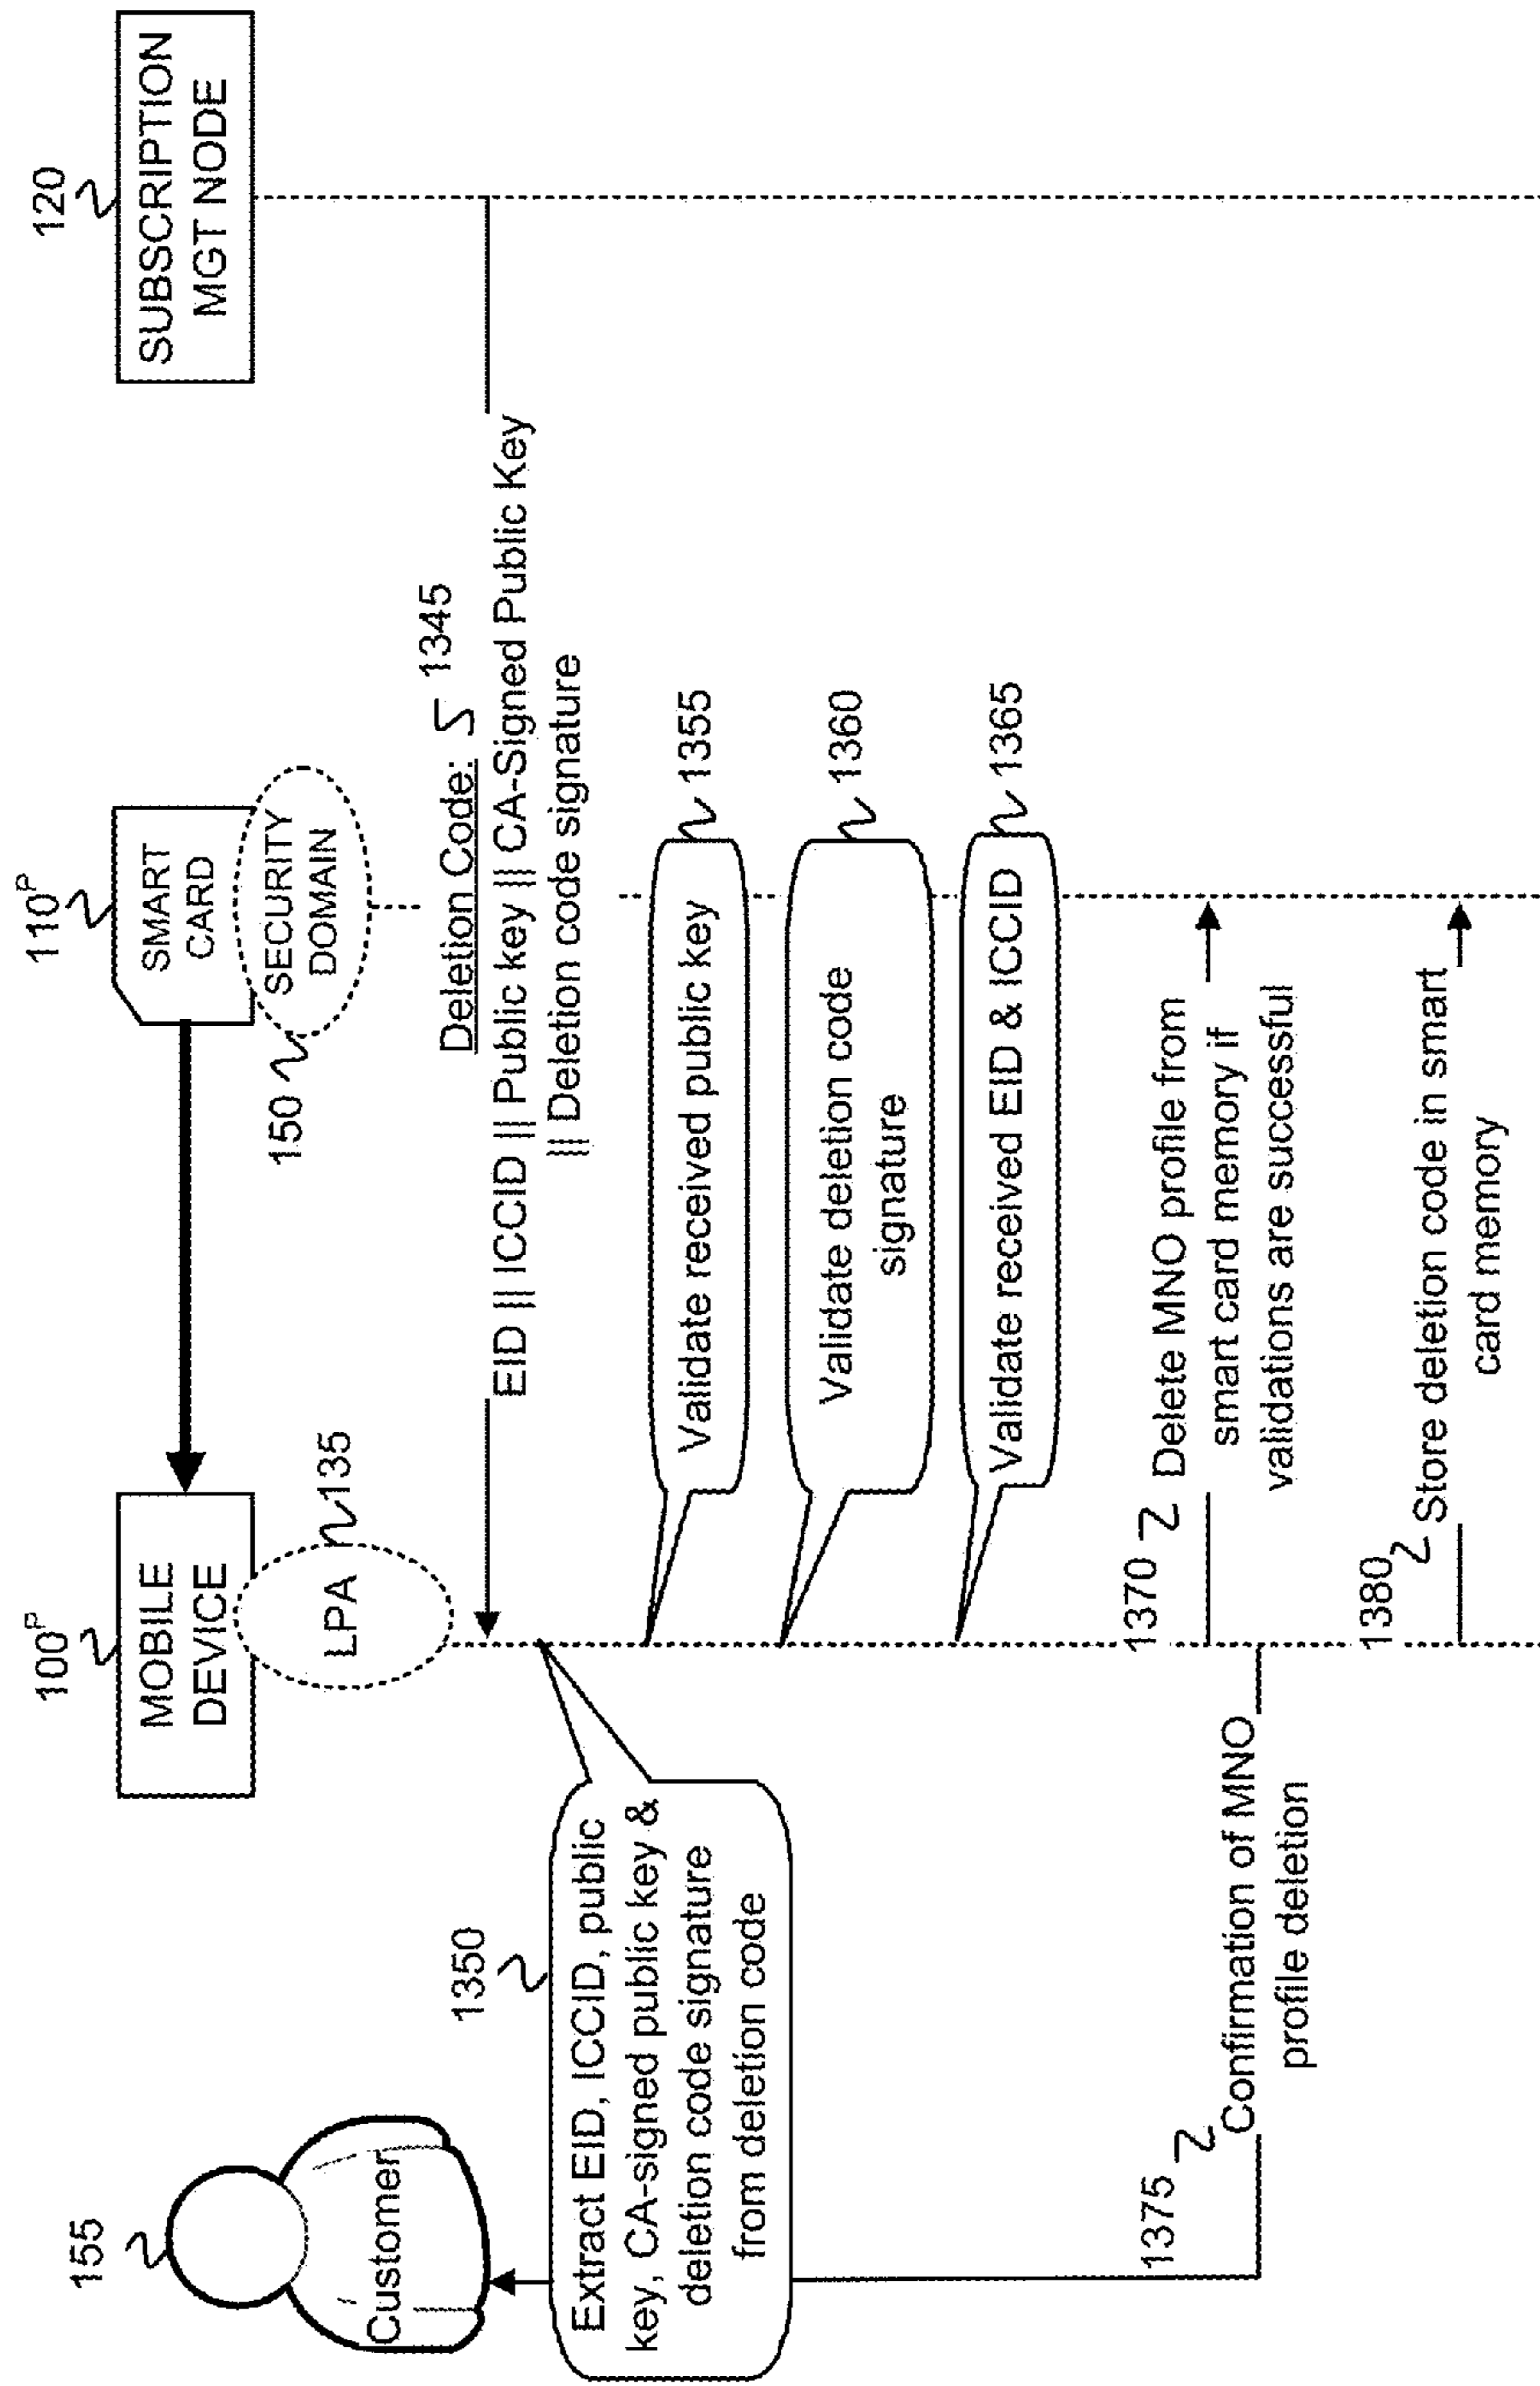 155
Customer
100P
MOBILE
DEVICE
LPA
135
110P
SMART
CARD
SECURITY
DOMAIN
150
120
SUBSCRIPTION
MGT NODE
Deletion Code:
1345
EID ||| ICCID || Public key ||| CA-Signed Public Key
||| Deletion code signature
1350
Extract EID, ICCID, public
key, CA-signed public key &
deletion code signature
from deletion code
Validate received public key
1355
Validate deletion code
signature
1360
Validate received EID & ICCID
1365
1370
Delete MNO profile from
smart card memory if
validations are successful
1375
Confirmation of MNO
profile deletion
1380
Store deletion code in smart
card memory